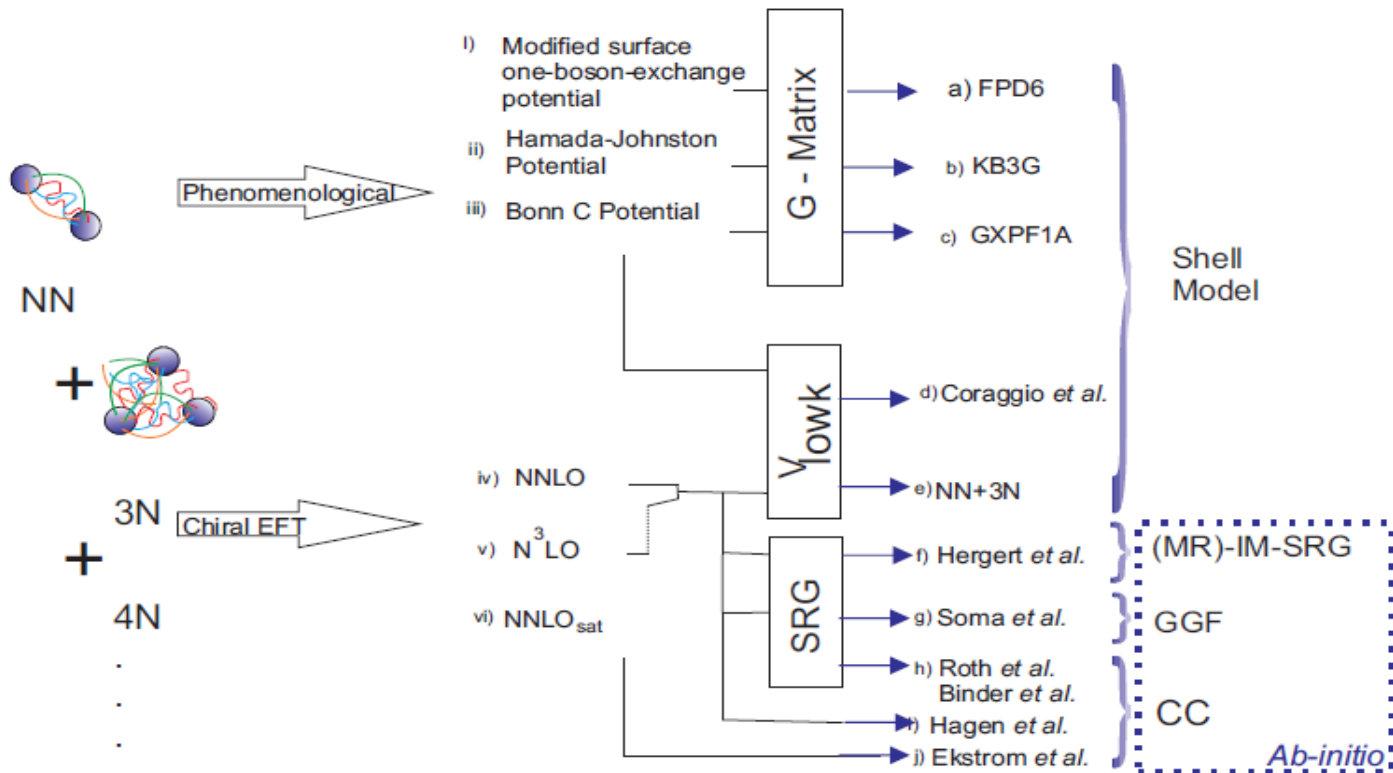 i) Modified surface
one-boson-exchange
potential
ii) Hamada-Johnston
Potential
iii) Bonn C Potential
Phenomenological
G - Matrix
a) FPD6
b) KB3G
c) GXPF1A
Shell
Model
NN
+
3N
+
4N
.
.
.
Chiral EFT
iv) NNLO
v) N³LO
vi) NNLOsat
Vlowk
SRG
d) Coraggio et al.
e) NN+3N
f) Hergert et al.
g) Soma et al.
h) Roth et al.
Binder et al.
i) Hagen et al.
j) Ekstrom et al.
(MR)-IM-SRG
GGF
CC
Ab-initio